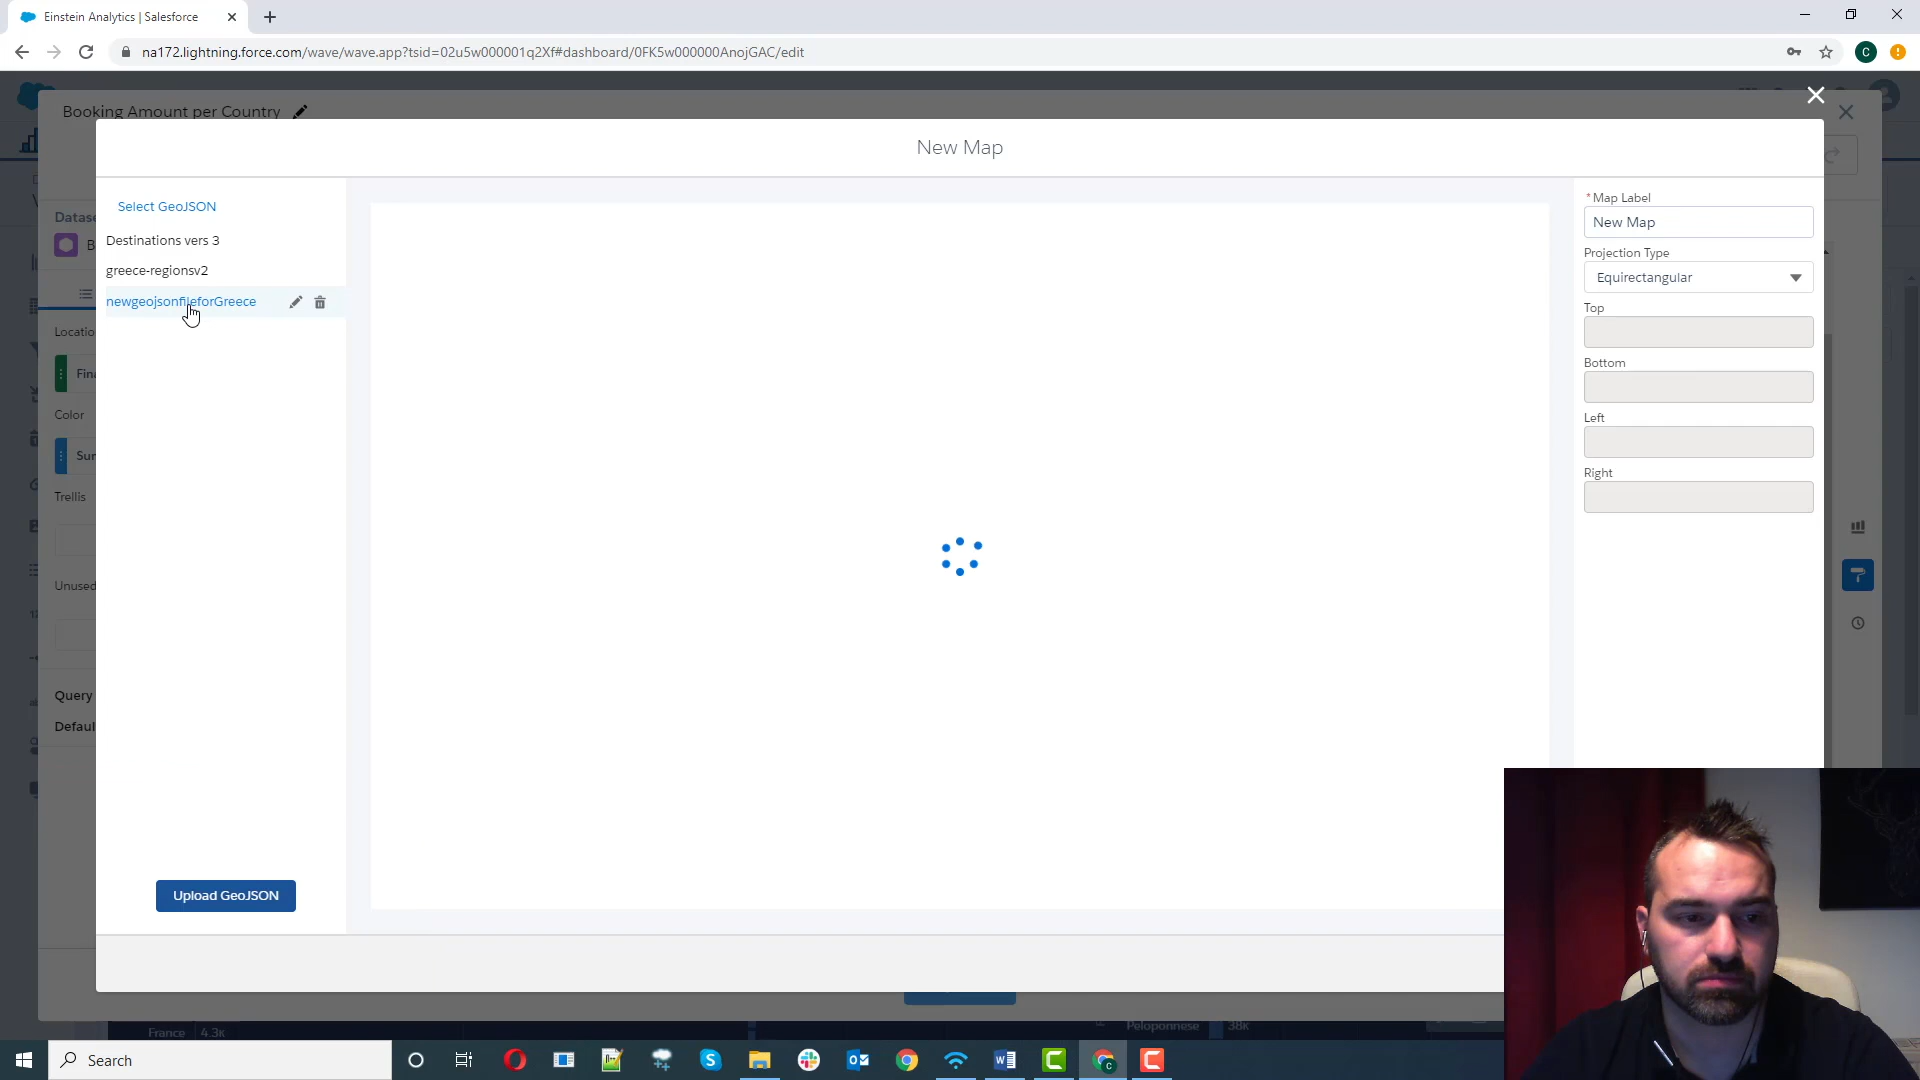 Einstein Analytics | Salesforce
na172.lightning.force.com/wave/wave.app?tsid=02u5w000001q2Xf#dashboard/0FK5w000000AnojGAC/edit
C
Booking Amount per Country
New Map
Select GeoJSON
Destinations vers 3
greece-regionsv2
newgeojsonfileforGreece
Upload GeoJSON
* Map Label
New Map
Projection Type
Equirectangular
Top
Bottom
Left
Right
Color
Trellis
Unused
Query
France 4.3K
Peloponnese 38K
Search